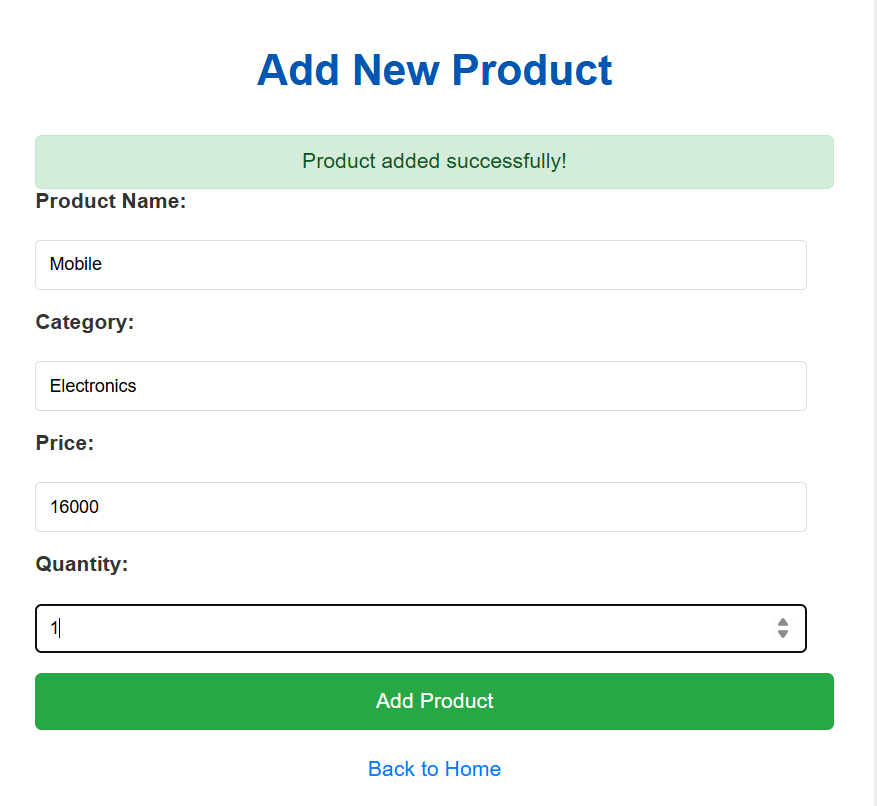 Add New Product
Product added successfully!
Product Name:
Mobile
Category:
Electronics
Price:
16000
Quantity:
1
Add Product
Back to Home